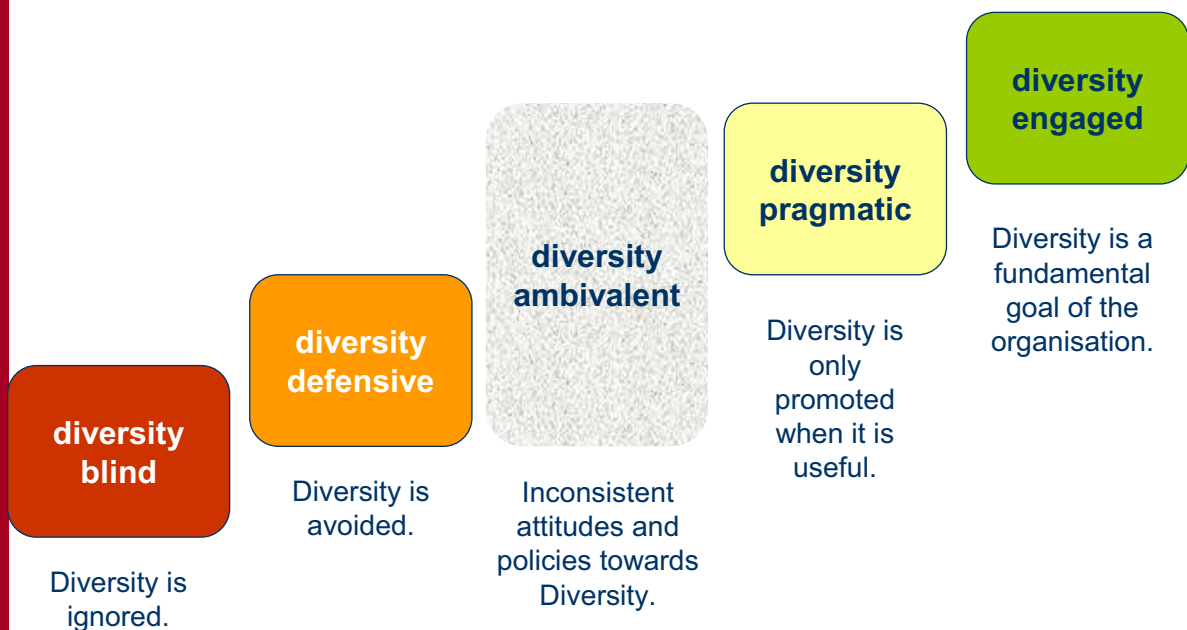 diversity
blind
Diversity is
ignored.
diversity
defensive
Diversity is
avoided.
diversity
ambivalent
Inconsistent
attitudes and
policies towards
Diversity.
diversity
pragmatic
Diversity is
only
promoted
when it is
useful.
diversity
engaged
Diversity is a
fundamental
goal of the
organisation.